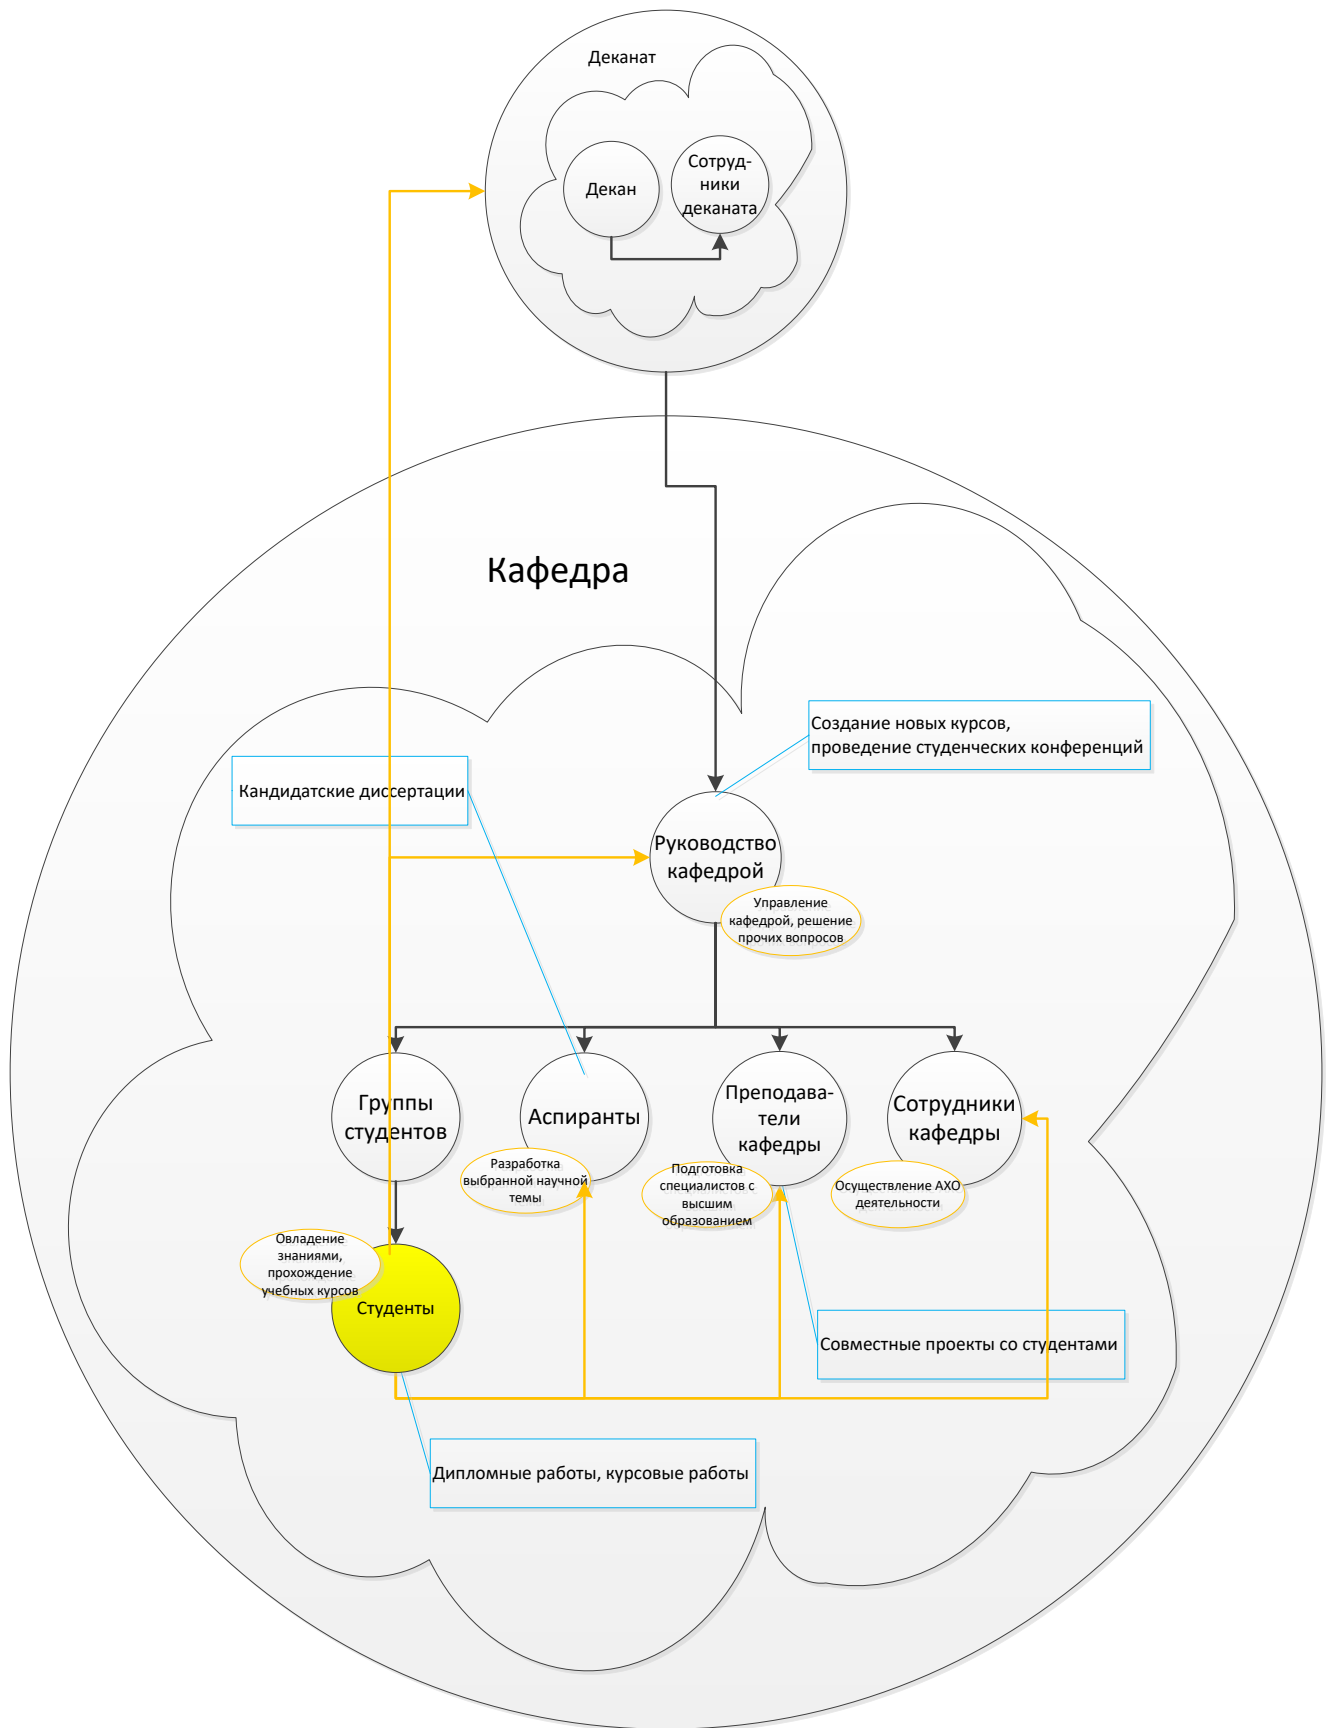 Деканат
Декан
Сотруд-
ники
деканата
Кафедра
Создание новых курсов,
проведение студенческих конференций
Кандидатские диссертации
Руководство
кафедрой
Управление
кафедрой, решение
прочих вопросов
Группы
студентов
Аспиранты
Преподава-
тели
кафедры
Сотрудники
кафедры
Разработка
выбранной научной
темы
Подготовка
специалистов с
высшим
образованием
Осуществление АХО
деятельности
Овладение
знаниями,
прохождение
учебных курсов
Студенты
Совместные проекты со студентами
Дипломные работы, курсовые работы